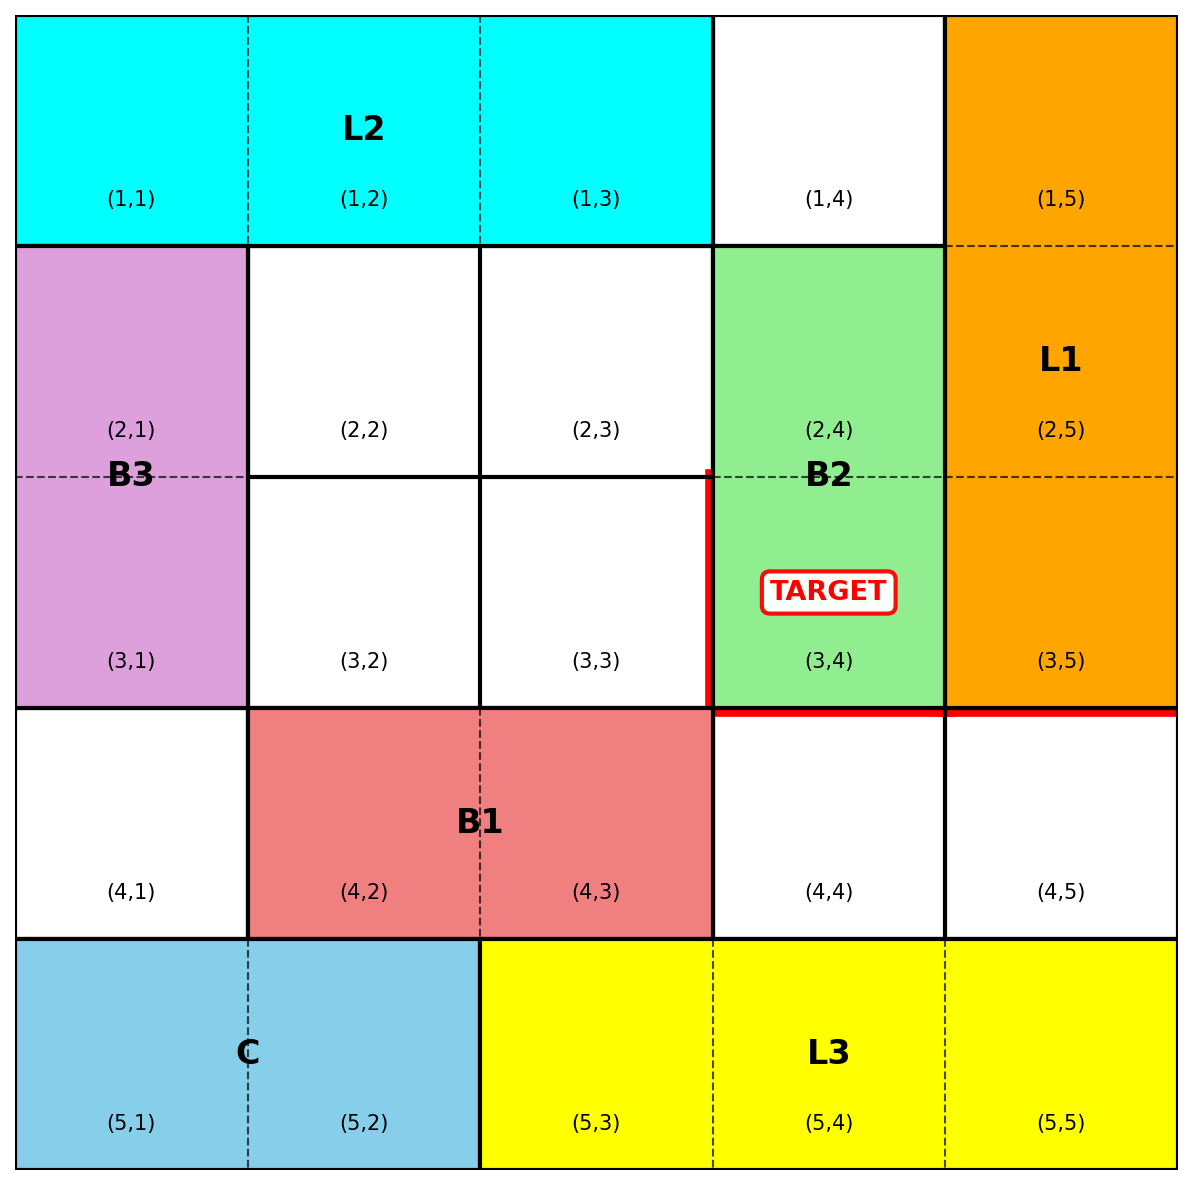 L2
(1,1) (1,2) (1,3) (1,4) (1,5)
L1
(2,1) (2,2) (2,3) (2,4) (2,5)
B3 B2
TARGET
(3,1) (3,2) (3,3) (3,4) (3,5)
B1
(4,1) (4,2) (4,3) (4,4) (4,5)
C L3
(5,1) (5,2) (5,3) (5,4) (5,5)